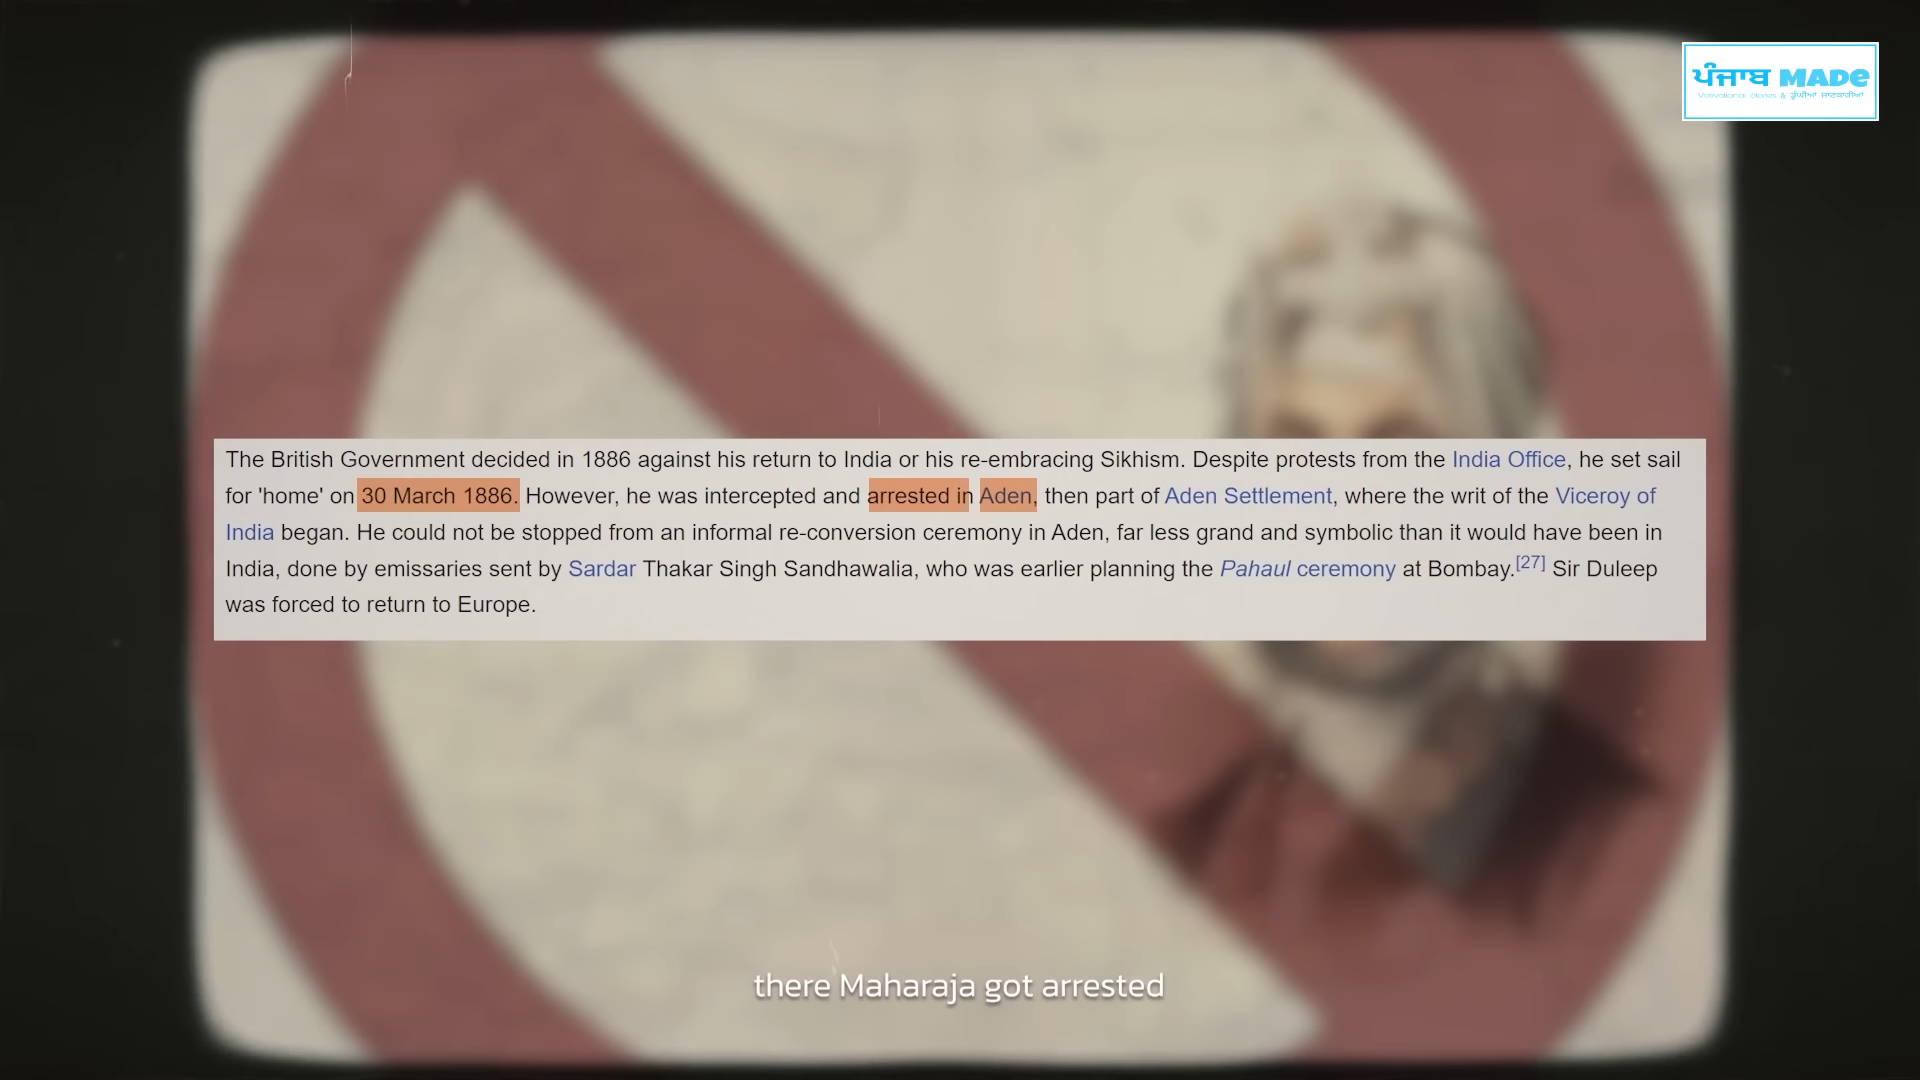 ਪੰਜਾਬ MADe
The British Government decided in 1886 against his return to India or his re-embracing Sikhism. Despite protests from the India Office, he set sail
for 'home' on 30 March 1886. However, he was intercepted and arrested in Aden, then part of Aden Settlement, where the writ of the Viceroy of
India began. He could not be stopped from an informal re-conversion ceremony in Aden, far less grand and symbolic than it would have been in
India, done by emissaries sent by Sardar Thakar Singh Sandhawalia, who was earlier planning the Pahaul ceremony at Bombay.[27] Sir Duleep
was forced to return to Europe.
there Maharaja got arrested